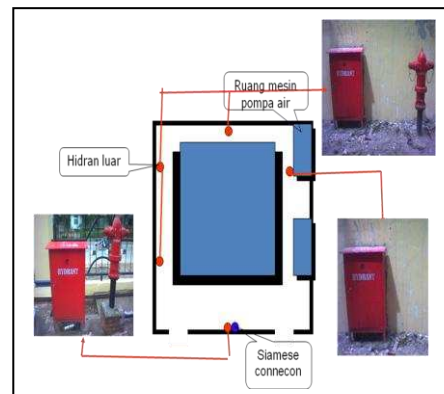 Ruang mesin
pompa air
Hidran luar
HYDRANT
HYDRANT
HYDRANT
Siamese
connecon